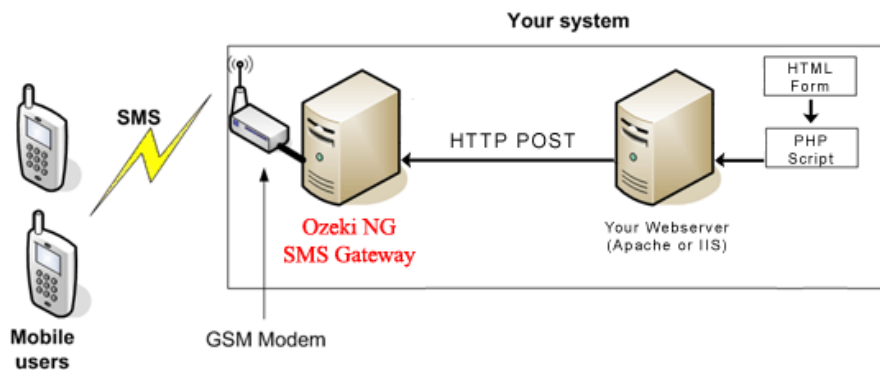 Your system
SMS
HTML
Form
PHP
Script
HTTP POST
Ozeki NG
SMS Gateway
Your Webserver
(Apache or IIS)
GSM Modem
Mobile
users